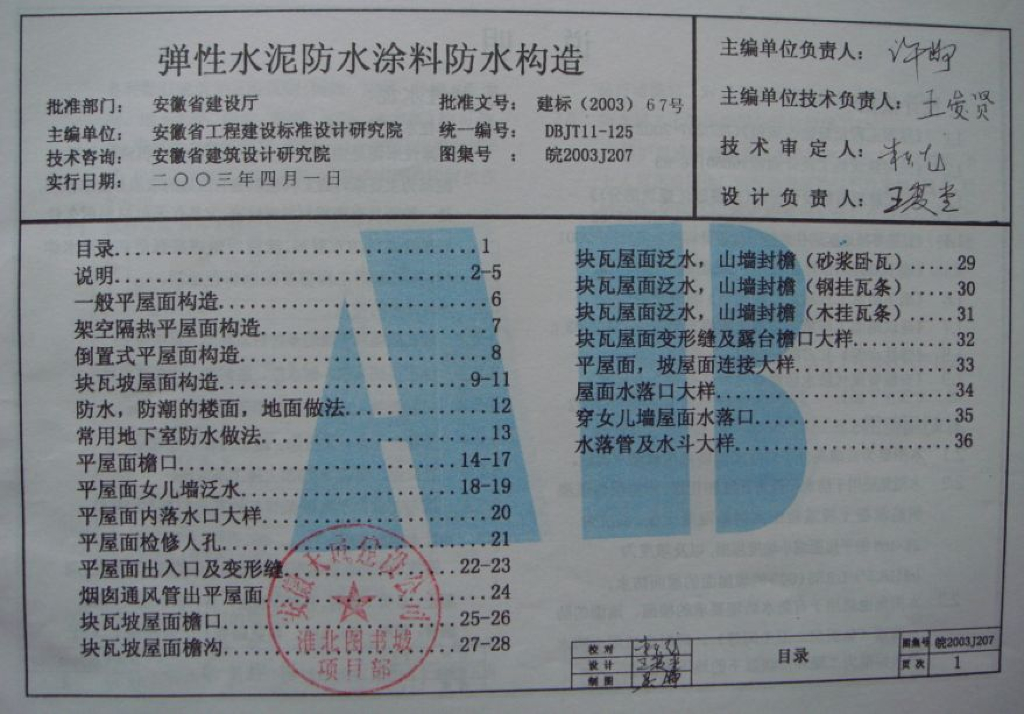 弹性水泥防水涂料防水构造
批准部门： 安徽省建设厅 批准文号： 建标（2003）67号
主编单位： 安徽省工程建设标准设计研究院 统一编号： DBJT11-125
技术咨询： 安徽省建筑设计研究院 图集号 ： 皖2003J207
实行日期： 二〇〇三年四月一日
主编单位负责人：
主编单位技术负责人：
技术审定人：
设计负责人：
目录..................................1
说明..................................2-5
一般平屋面构造........................6
架空隔热平屋面构造....................7
倒置式平屋面构造......................8
块瓦坡屋面构造........................9-11
防水，防潮的楼面，地面做法............12
常用地下室防水做法....................13
平屋面檐口............................14-17
平屋面女儿墙泛水......................18-19
平屋面内落水口大样....................20
平屋面检修人孔........................21
平屋面出入口及变形缝..................22-23
烟囱通风管出平屋面....................24
块瓦坡屋面檐口........................25-26
块瓦坡屋面檐沟........................27-28
块瓦屋面泛水，山墙封檐（砂浆卧瓦）.....29
块瓦屋面泛水，山墙封檐（钢挂瓦条）.....30
块瓦屋面泛水，山墙封檐（木挂瓦条）.....31
块瓦屋面变形缝及露台檐口大样..........32
平屋面，坡屋面连接大样................33
屋面水落口大样........................34
穿女儿墙屋面水落口....................35
水落管及水斗大样......................36
淮北图书城
项目部
校对
设计
制图
目录
图集号 皖2003J207
页次 1